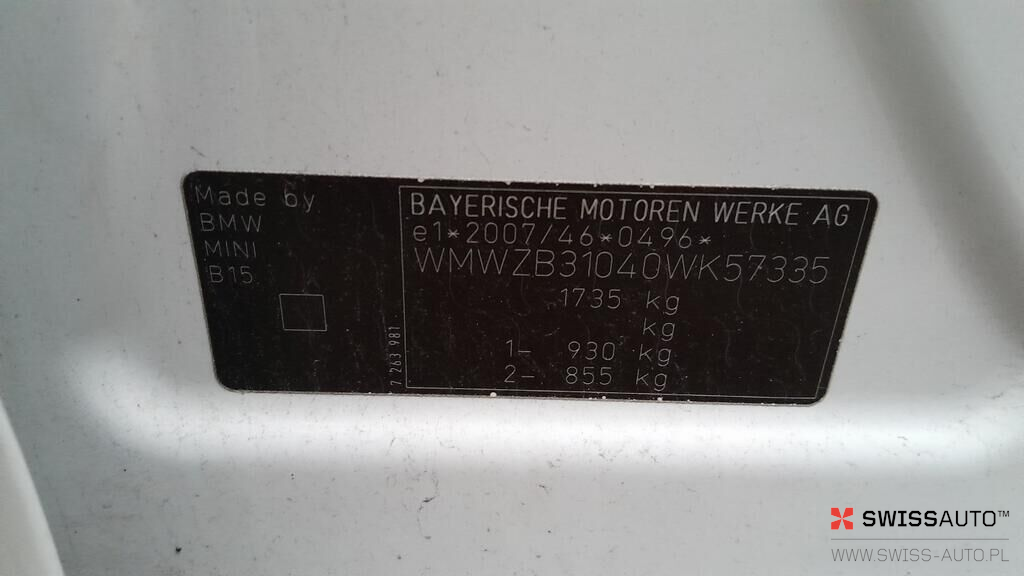 Made by
BMW
MINI
B15
7 263 981
BAYERISCHE MOTOREN WERKE AG
e1*2007/46*0496*
WMWZB31040WK57335
1735 kg
kg
1- 930 kg
2- 855 kg
SWISSAUTO™
WWW.SWISS-AUTO.PL